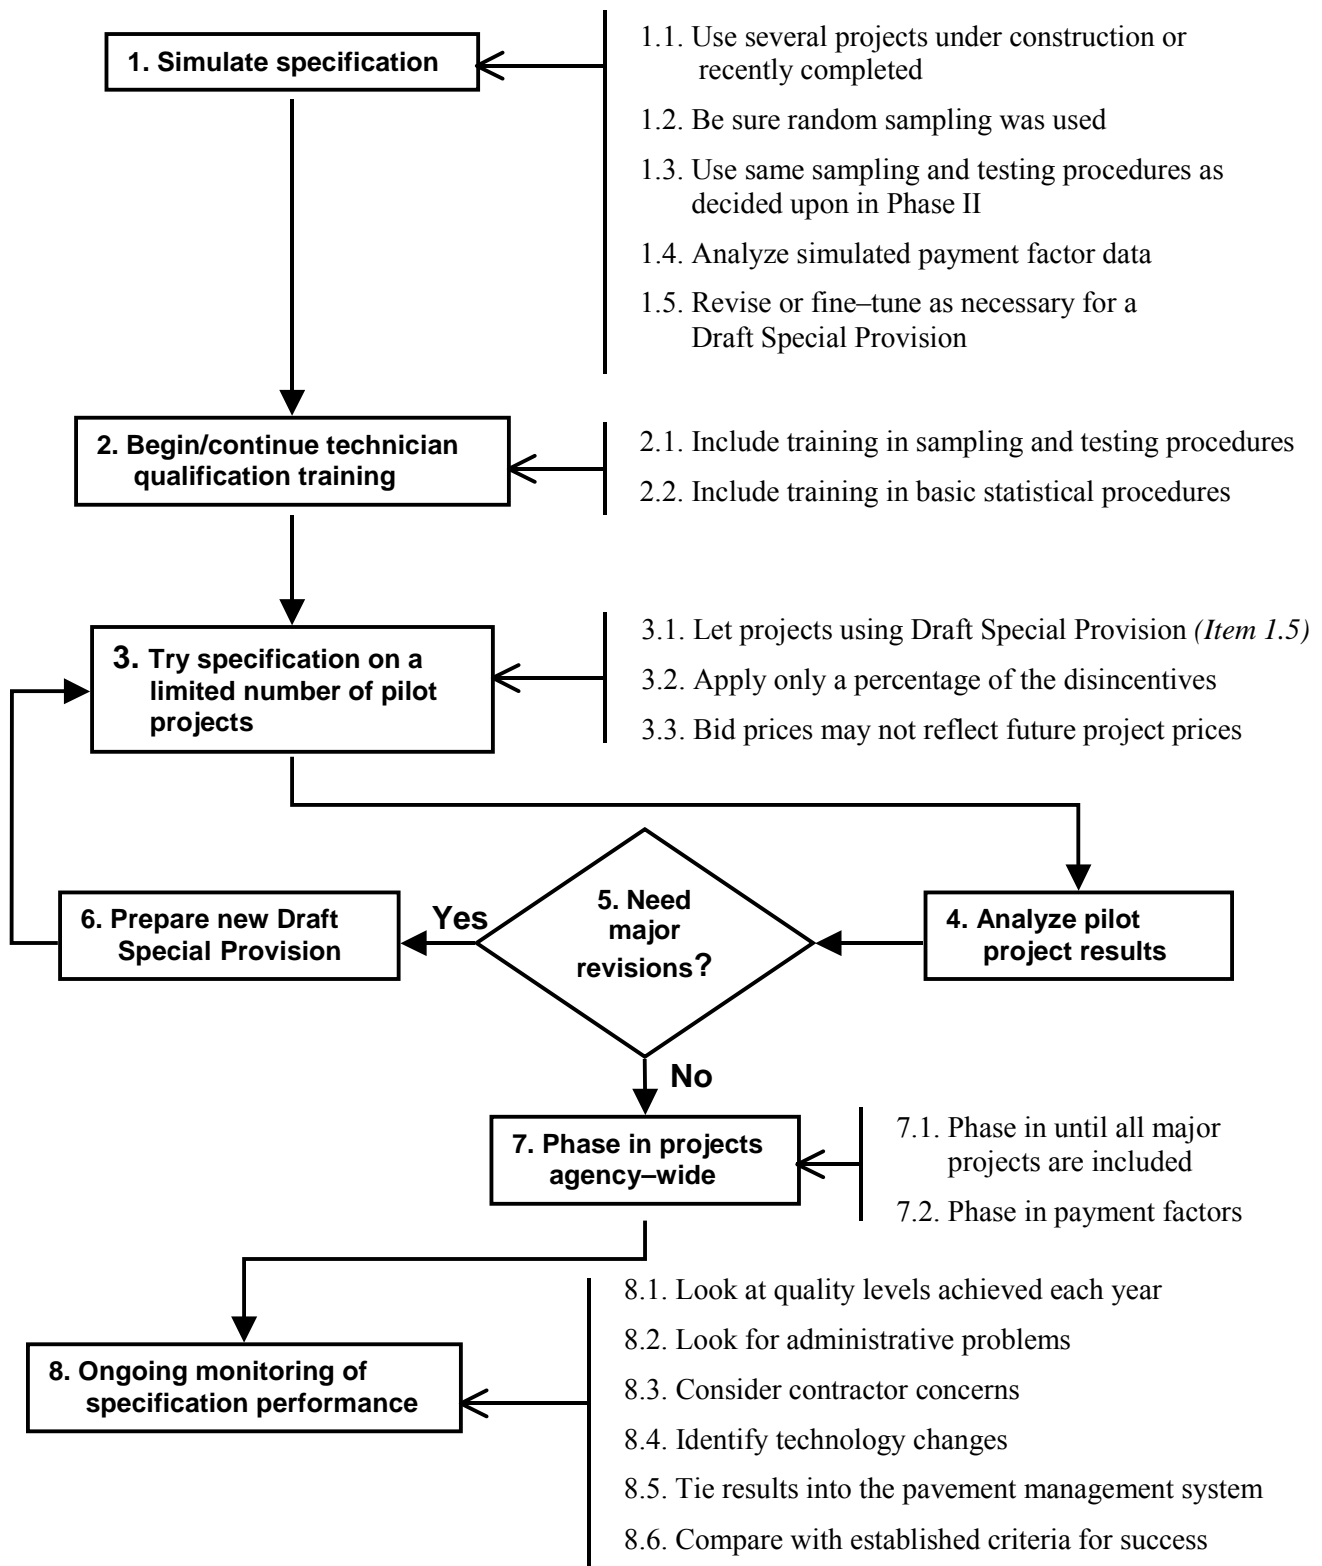 1. Simulate specification
1.1. Use several projects under construction or
recently completed
1.2. Be sure random sampling was used
1.3. Use same sampling and testing procedures as
decided upon in Phase II
1.4. Analyze simulated payment factor data
1.5. Revise or fine–tune as necessary for a
Draft Special Provision
2. Begin/continue technician
qualification training
2.1. Include training in sampling and testing procedures
2.2. Include training in basic statistical procedures
3. Try specification on a
limited number of pilot
projects
3.1. Let projects using Draft Special Provision (Item 1.5)
3.2. Apply only a percentage of the disincentives
3.3. Bid prices may not reflect future project prices
4. Analyze pilot
project results
5. Need
major
revisions?
Yes
6. Prepare new Draft
Special Provision
No
7. Phase in projects
agency–wide
7.1. Phase in until all major
projects are included
7.2. Phase in payment factors
8. Ongoing monitoring of
specification performance
8.1. Look at quality levels achieved each year
8.2. Look for administrative problems
8.3. Consider contractor concerns
8.4. Identify technology changes
8.5. Tie results into the pavement management system
8.6. Compare with established criteria for success